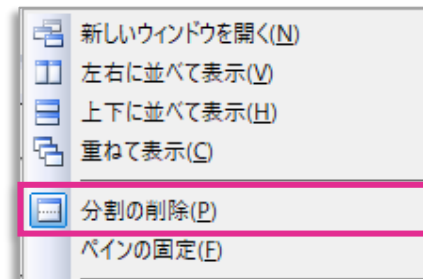 新しいウィンドウを開く(N)
左右に並べて表示(V)
上下に並べて表示(H)
重ねて表示(C)
分割の削除(P)
ペインの固定(F)